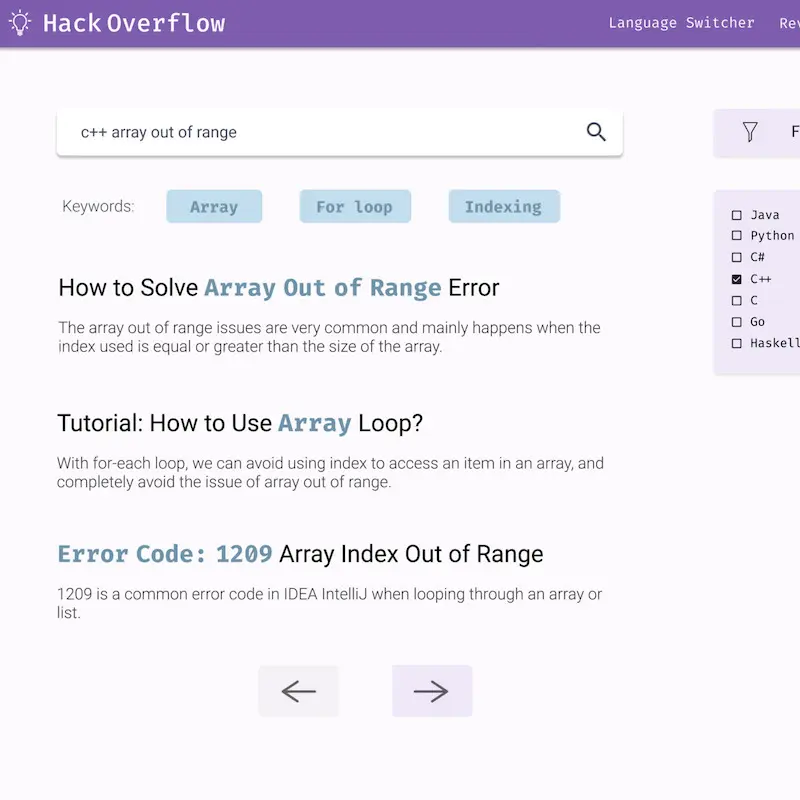 Hack Overflow
Language Switcher
c++ array out of range
Keywords: Array For loop Indexing
How to Solve Array Out of Range Error
The array out of range issues are very common and mainly happens when the
index used is equal or greater than the size of the array.
Tutorial: How to Use Array Loop?
With for-each loop, we can avoid using index to access an item in an array, and
completely avoid the issue of array out of range.
Error Code: 1209 Array Index Out of Range
1209 is a common error code in IDEA IntelliJ when looping through an array or
list.
Java
Python
C#
C++
C
Go
Haskell